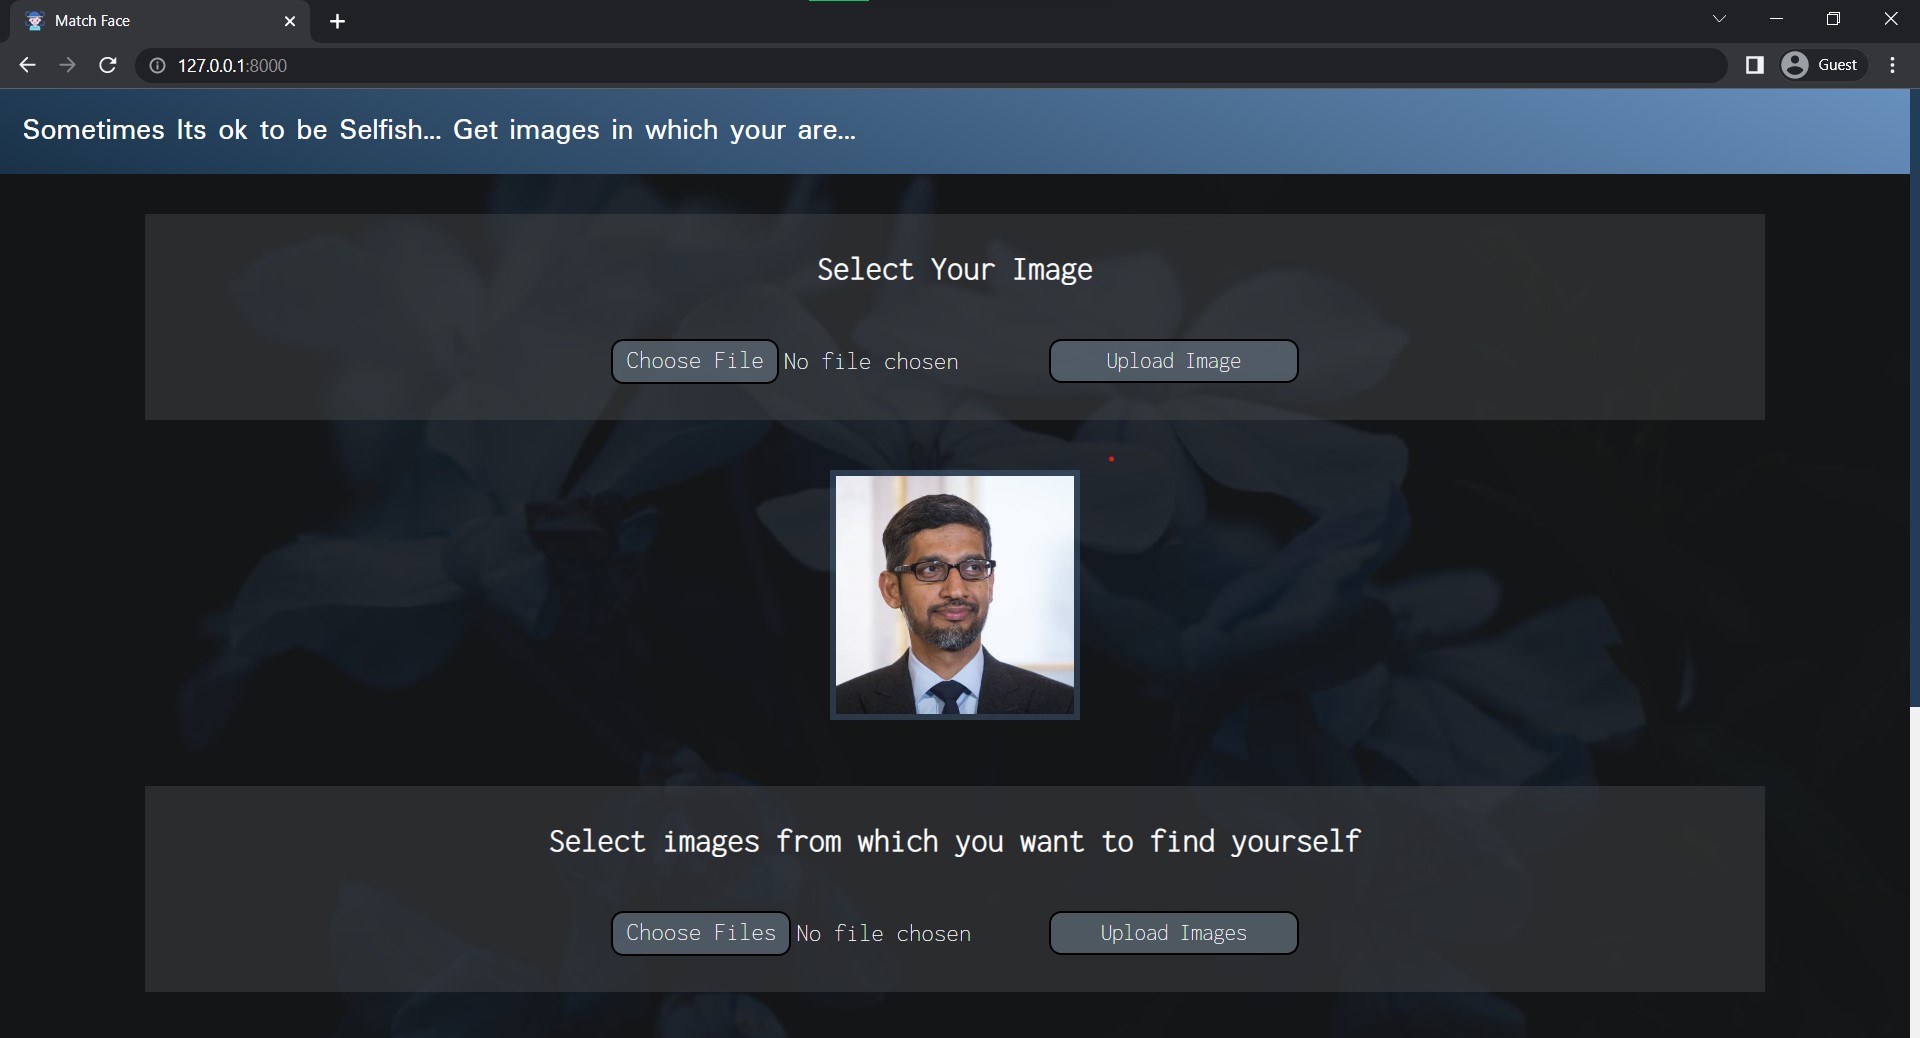 Match Face
127.0.0.1:8000
Guest
Sometimes Its ok to be Selfish... Get images in which your are...
Select Your Image
Choose File No file chosen Upload Image
Select images from which you want to find yourself
Choose Files No file chosen Upload Images